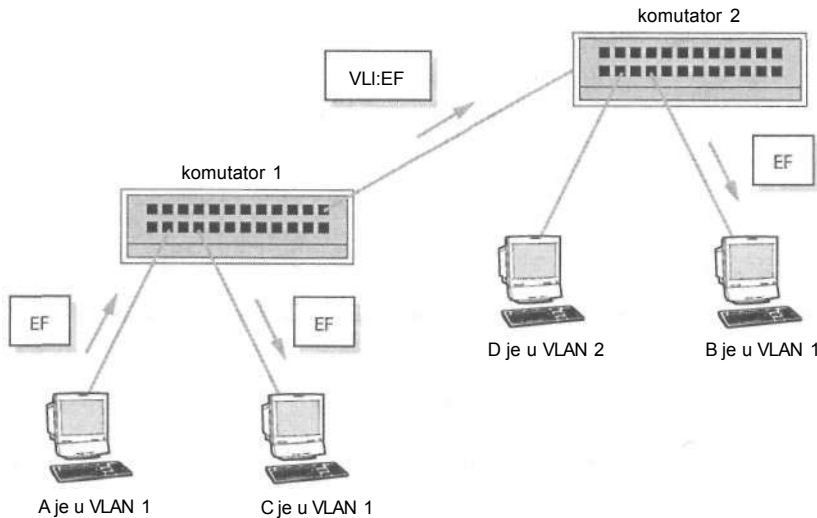 komutator 2
VLI:EF
komutator 1
EF
EF
EF
D je u VLAN 2
B je u VLAN 1
A je u VLAN 1
C je u VLAN 1